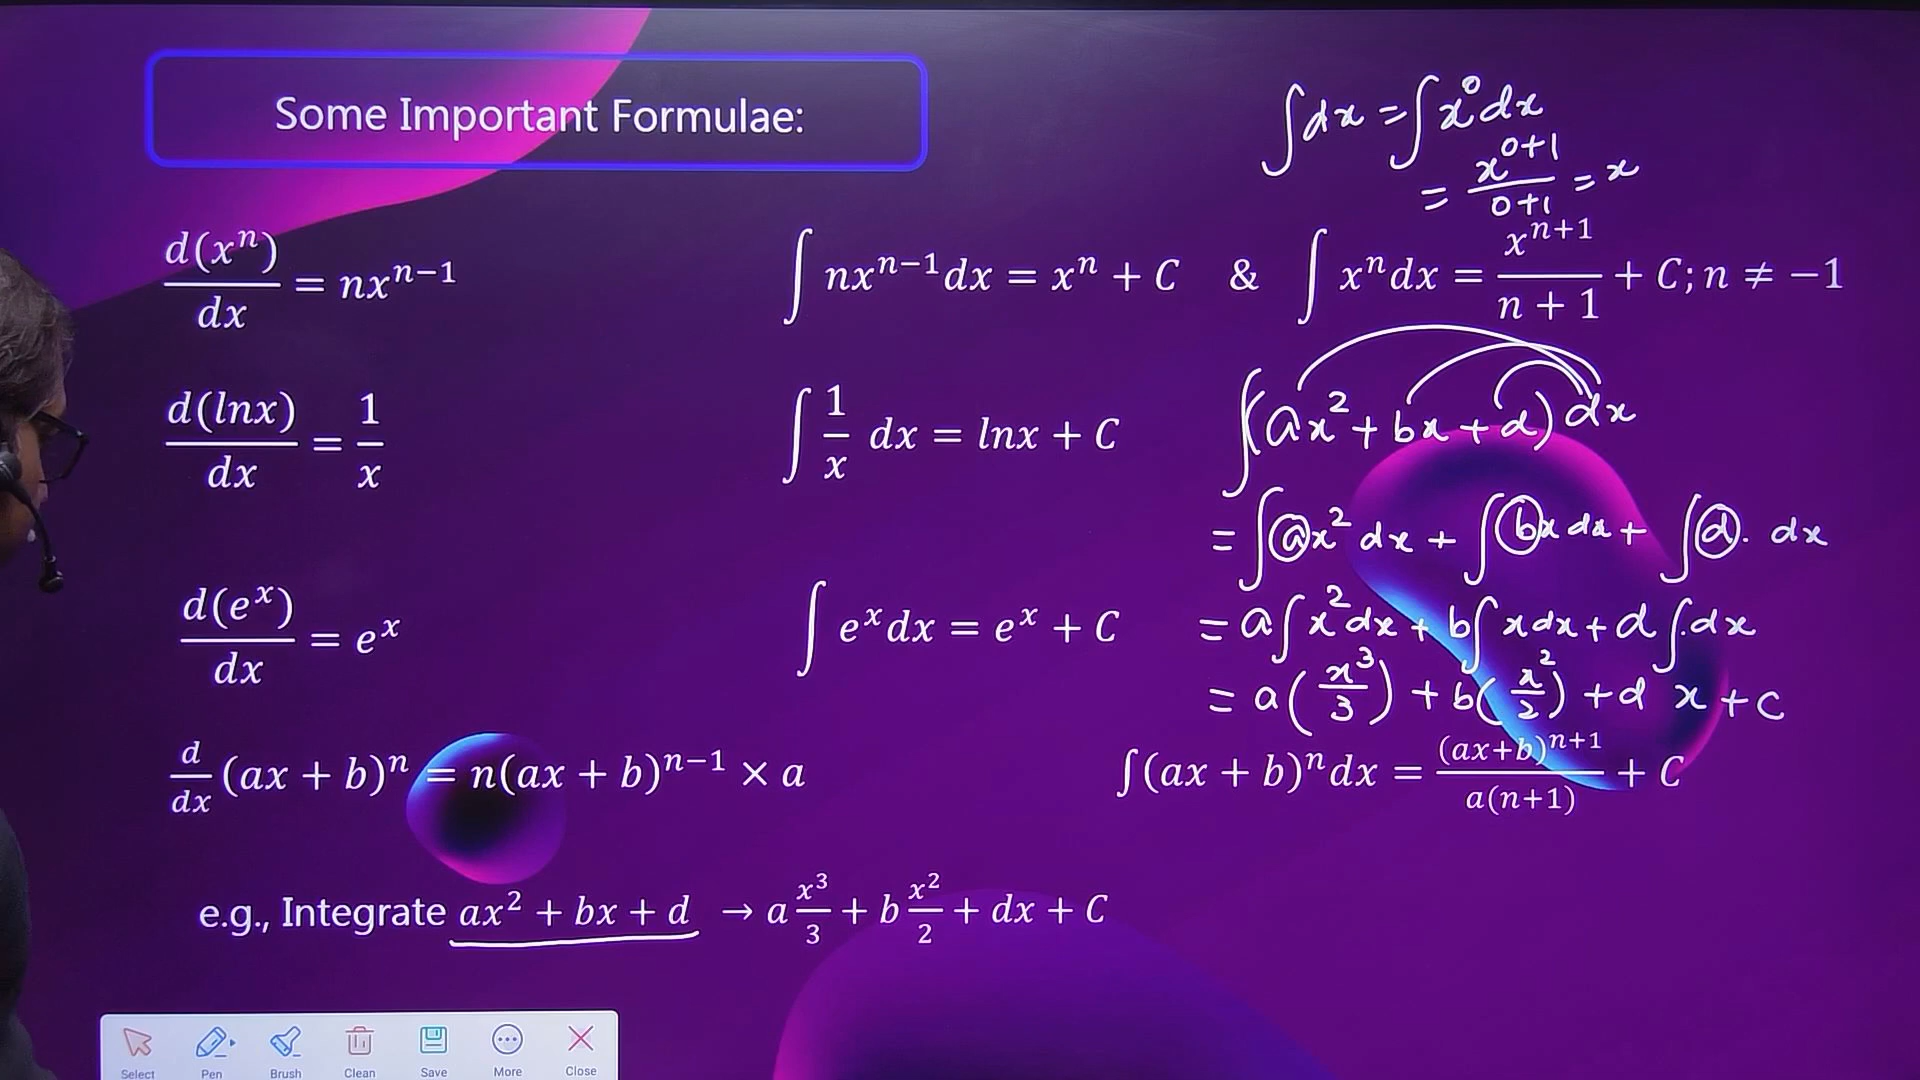 Some Important Formulae:
∫dx = ∫x⁰dx
= x⁰⁺¹/0+1 = x
d(xⁿ)/dx = nxⁿ⁻¹
∫nxⁿ⁻¹dx = xⁿ + C & ∫xⁿdx = xⁿ⁺¹/n + 1 + C; n ≠ −1
d(lnx)/dx = 1/x
∫1/x dx = lnx + C
∫(ax² + bx + d) dx
= ∫ax² dx + ∫bx dx + ∫d. dx
d(eˣ)/dx = eˣ
∫eˣdx = eˣ + C
= a∫x²dx + b∫xdx + d∫.dx
= a(x³/3) + b(x²/2) + d x + C
d/dx (ax + b)ⁿ = n(ax + b)ⁿ⁻¹ × a
∫(ax + b)ⁿdx = (ax+b)ⁿ⁺¹/a(n+1) + C
e.g., Integrate ax² + bx + d → a x³/3 + b x²/2 + dx + C
Select Pen Brush Clean Save More Close